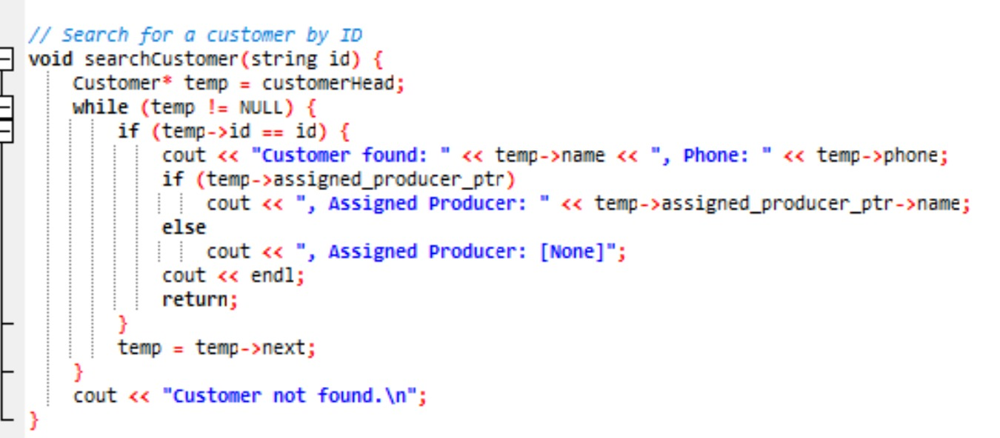 // Search for a customer by ID
void searchCustomer(string id) {
    Customer* temp = customerHead;
    while (temp != NULL) {
        if (temp->id == id) {
            cout << "Customer found: " << temp->name << ", Phone: " << temp->phone;
            if (temp->assigned_producer_ptr)
                cout << ", Assigned Producer: " << temp->assigned_producer_ptr->name;
            else
                cout << ", Assigned Producer: [None]";
            cout << endl;
            return;
        }
        temp = temp->next;
    }
    cout << "Customer not found.\n";
}